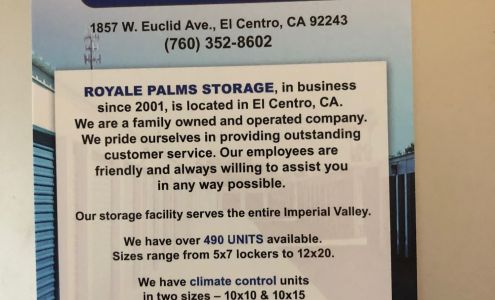 1857 W. Euclid Ave., El Centro, CA 92243
(760) 352-8602
ROYALE PALMS STORAGE, in business
since 2001, is located in El Centro, CA.
We are a family owned and operated company.
We pride ourselves in providing outstanding
customer service. Our employees are
friendly and always willing to assist you
in any way possible.
Our storage facility serves the entire Imperial Valley.
We have over 490 UNITS available.
Sizes range from 5x7 lockers to 12x20.
We have climate control units
in two sizes – 10x10 & 10x15